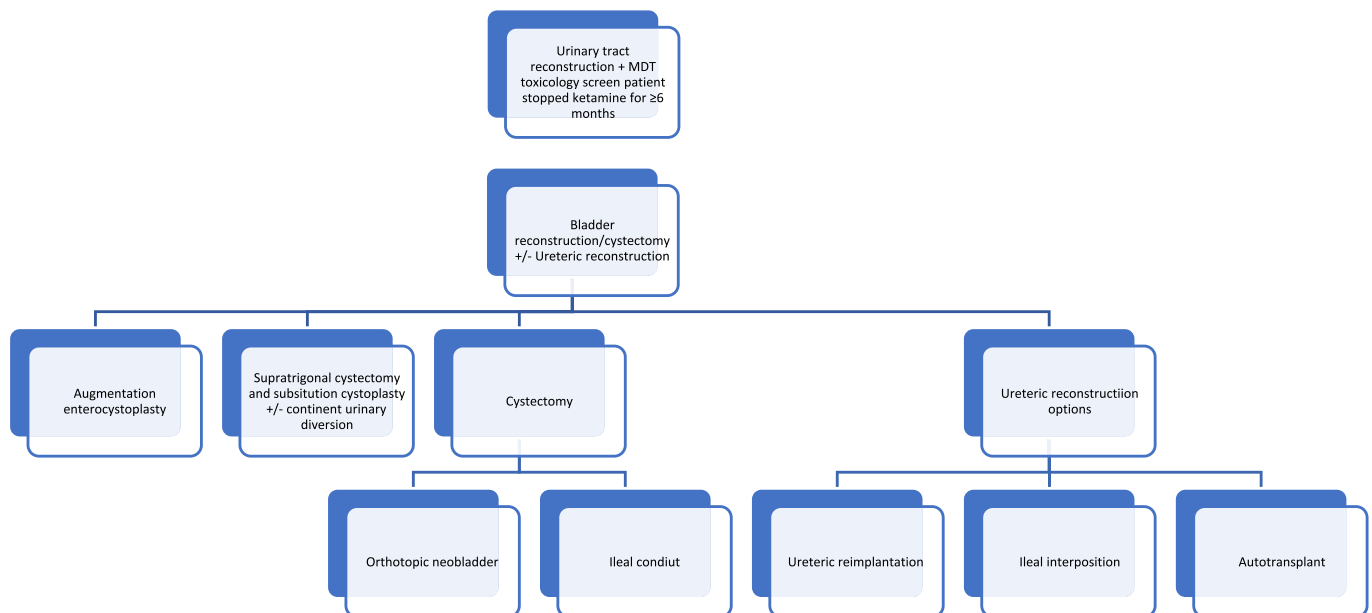 Urinary tract
reconstruction + MDT
toxicology screen patient
stopped ketamine for ≥6
months
Bladder
reconstruction/cystectomy
+/- Ureteric reconstruction
Augmentation
enterocystoplasty
Supratrigonal cystectomy
and subsitution cystoplasty
+/- continent urinary
diversion
Cystectomy
Ureteric reconstructiion
options
Orthotopic neobladder
Ileal condiut
Ureteric reimplantation
Ileal interposition
Autotransplant